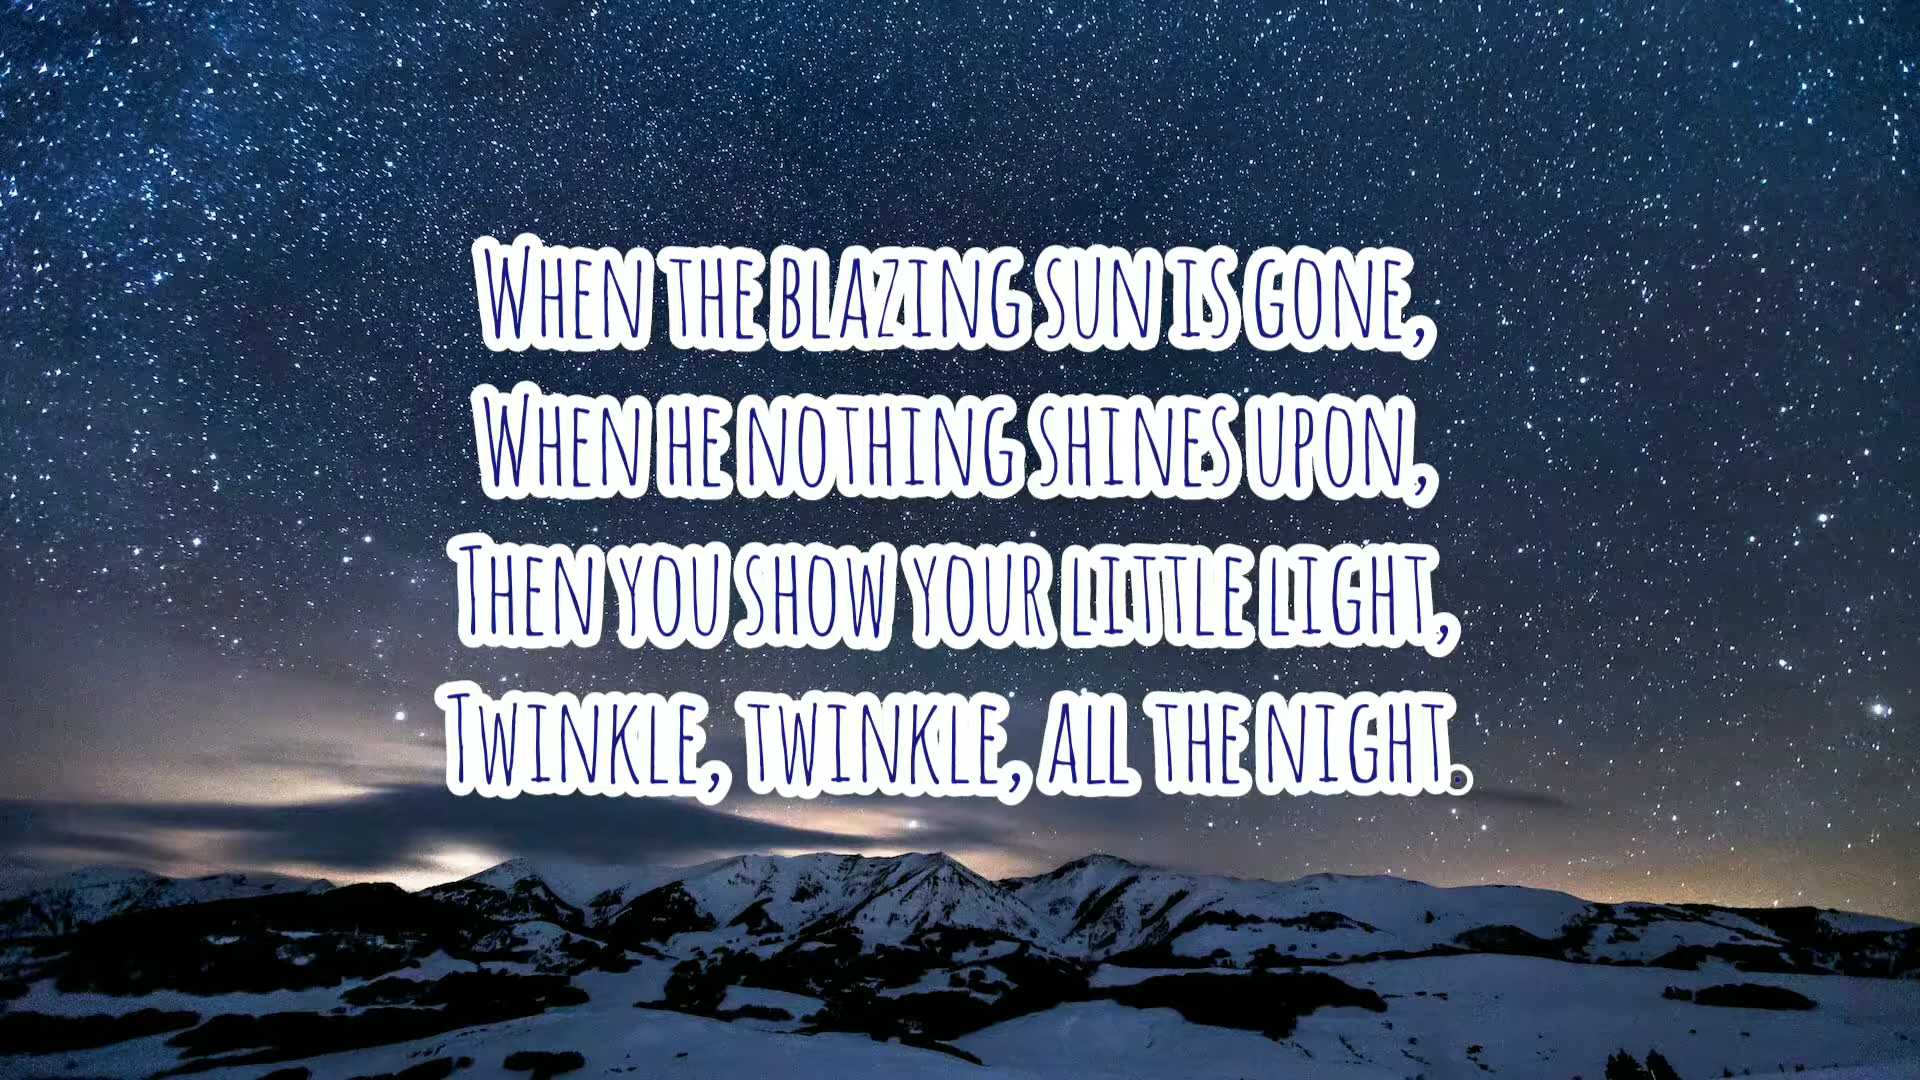 When the blazing sun is gone,
When he nothing shines upon,
Then you show your little light,
Twinkle, twinkle, all the night.